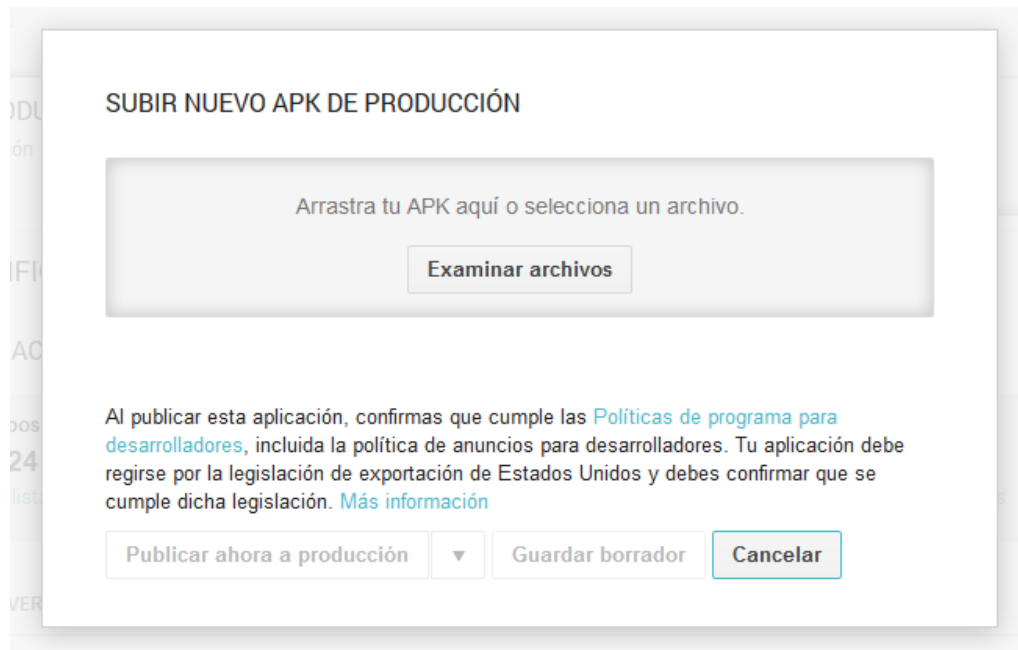 SUBIR NUEVO APK DE PRODUCCIÓN
Arrastra tu APK aquí o selecciona un archivo.
Examinar archivos
Al publicar esta aplicación, confirmas que cumple las Políticas de programa para
desarrolladores, incluida la política de anuncios para desarrolladores. Tu aplicación debe
regirse por la legislación de exportación de Estados Unidos y debes confirmar que se
cumple dicha legislación. Más información
Publicar ahora a producción ▼ Guardar borrador Cancelar
24